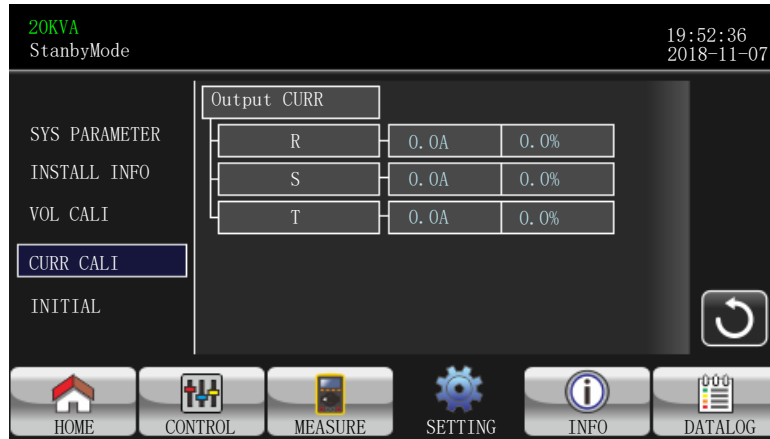 20KVA
StanbyMode
19:52:36
2018-11-07
SYS PARAMETER
INSTALL INFO
VOL CALI
CURR CALI
INITIAL
Output CURR
R 0.0A 0.0%
S 0.0A 0.0%
T 0.0A 0.0%
HOME CONTROL MEASURE SETTING INFO DATALOG